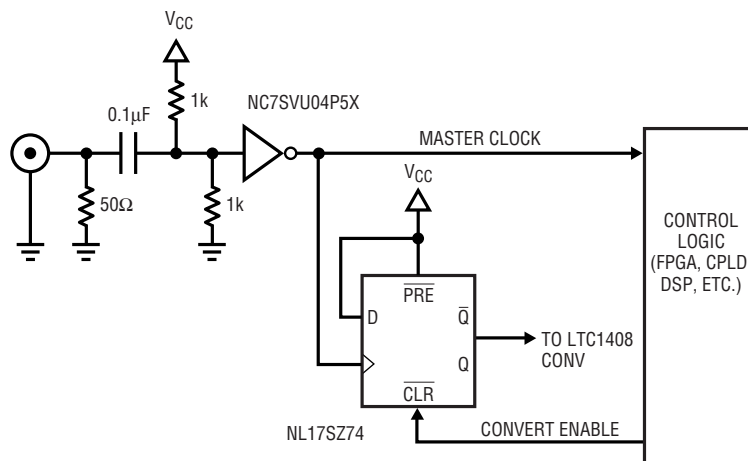 VCC
1k
NC7SVU04P5X
0.1µF
MASTER CLOCK
50Ω
1k
VCC
CONTROL
LOGIC
(FPGA, CPLD
DSP, ETC.)
PRE
D
Q
Q
TO LTC1408
CONV
CLR
NL17SZ74
CONVERT ENABLE